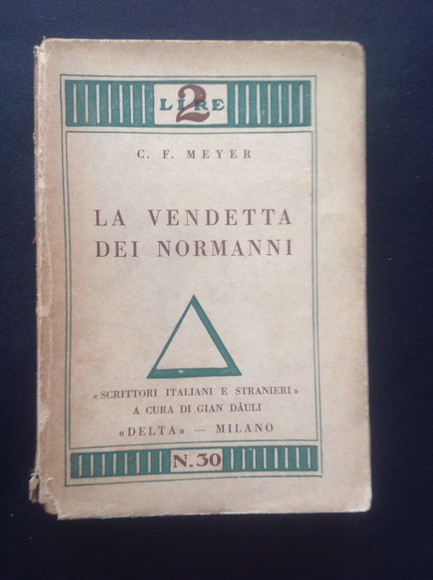 2
LIRE
C. F. MEYER
LA VENDETTA
DEI NORMANNI
«SCRITTORI ITALIANI E STRANIERI»
A CURA DI GIAN DÀULI
«DELTA» — MILANO
N. 30